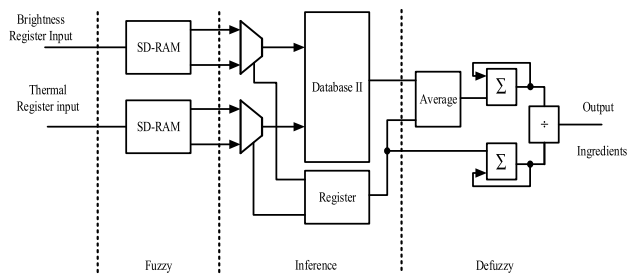 Brightness
Register Input
SD-RAM
Thermal
Register input
SD-RAM
Database II
Register
Average
Σ
Σ
÷
Output
Ingredients
Fuzzy
Inference
Defuzzy